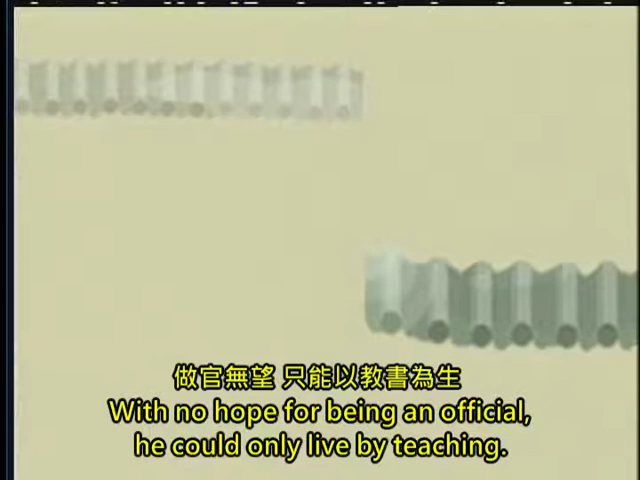 做官無望 只能以教書為生
With no hope for being an official,
he could only live by teaching.